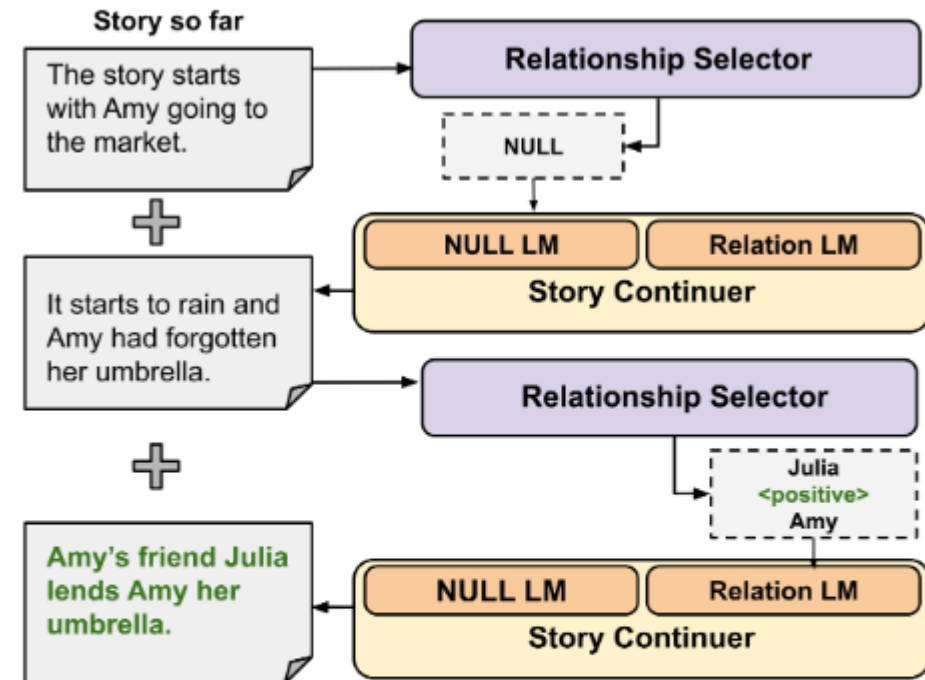 Story so far
The story starts
with Amy going to
the market.
Relationship Selector
NULL
NULL LM
Relation LM
Story Continuer
It starts to rain and
Amy had forgotten
her umbrella.
Relationship Selector
Julia
<positive>
Amy
Amy's friend Julia
lends Amy her
umbrella.
NULL LM
Relation LM
Story Continuer